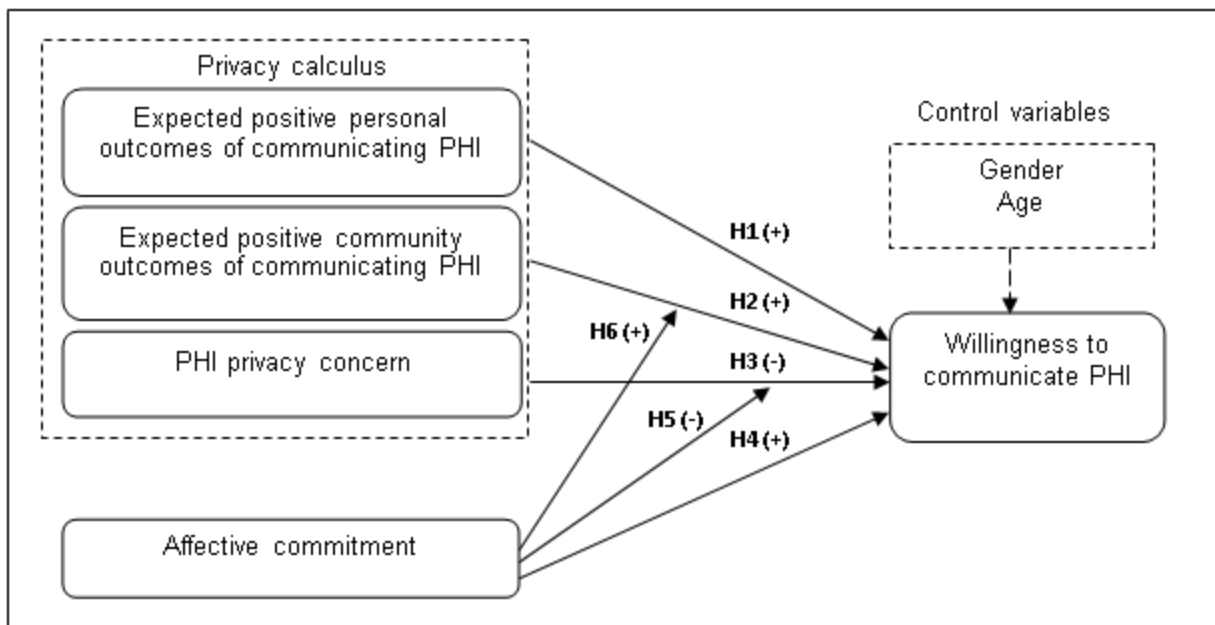 Privacy calculus
Expected positive personal
outcomes of communicating PHI
Expected positive community
outcomes of communicating PHI
PHI privacy concern
Affective commitment
H1 (+)
H2 (+)
H6 (+)
H3 (-)
H5 (-)
H4 (+)
Control variables
Gender
Age
Willingness to
communicate PHI